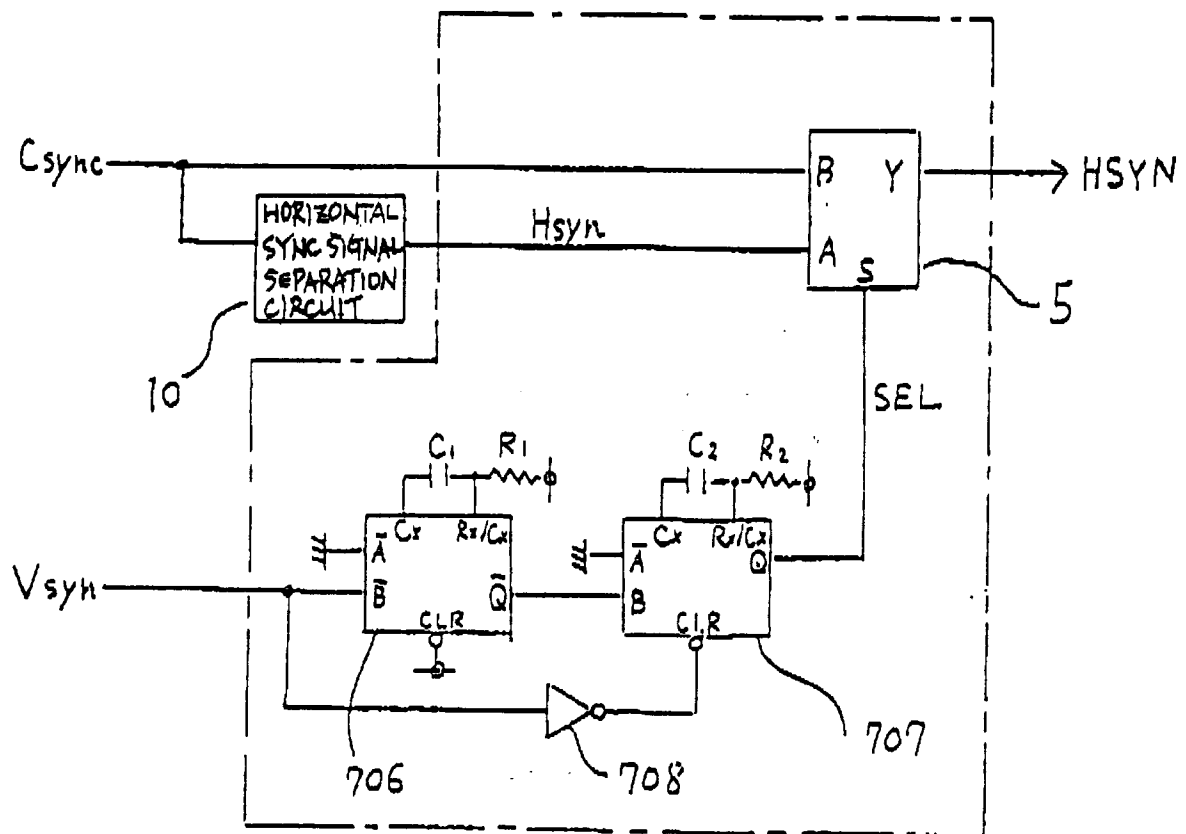 Csync
HORIZONTAL
SYNC SIGNAL
SEPARATION
CIRCUIT
10
Hsyn
B Y
A
S
HSYN
5
SEL
C1 R1
C2 R2
Cx Rx/Cx
A̅
B̅
Q̅
CLR
Cx Rx/Cx
A̅
Q
B
CLR
Vsyn
706
708
707